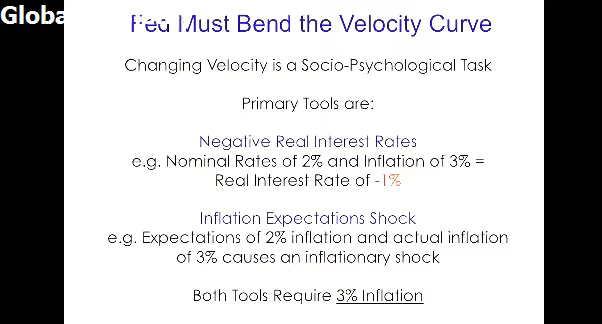 Globa
Fed Must Bend the Velocity Curve
Changing Velocity is a Socio-Psychological Task
Primary Tools are:
Negative Real Interest Rates
e.g. Nominal Rates of 2% and Inflation of 3% =
Real Interest Rate of -1%
Inflation Expectations Shock
e.g. Expectations of 2% inflation and actual inflation
of 3% causes an inflationary shock
Both Tools Require 3% Inflation